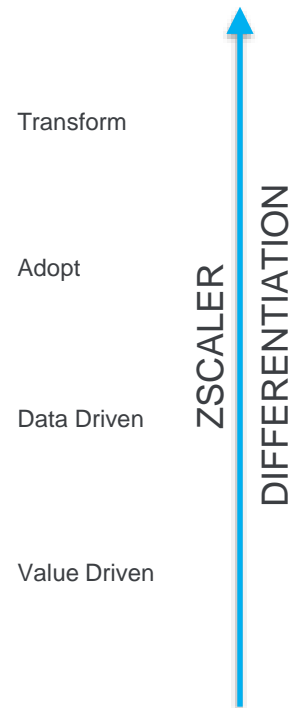 Transform
Adopt
Data Driven
Value Driven
ZSCALER
DIFFERENTIATION